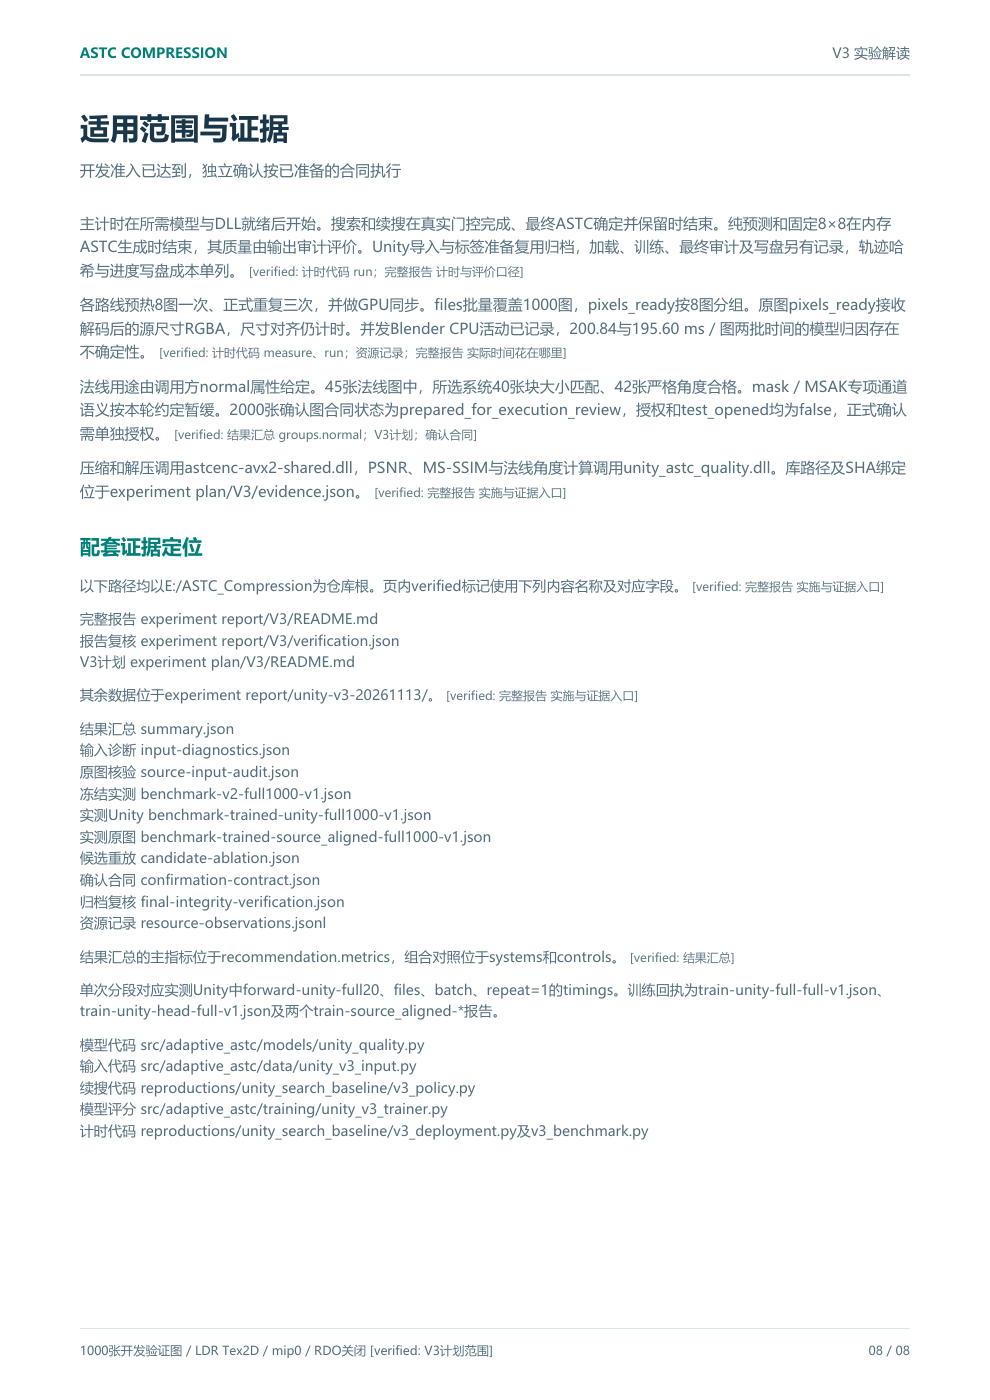 ASTC COMPRESSION
V3 实验解读
适用范围与证据
开发准入已达到，独立确认按已准备的合同执行
主计时在所需模型与DLL就绪后开始。搜索和续搜在真实门控完成、最终ASTC确定并保留时结束。纯预测和固定8×8在内存
ASTC生成时结束，其质量由输出审计评价。Unity导入与标签准备复用归档，加载、训练、最终审计及写盘另有记录，轨迹哈
希与进度写盘成本单列。 [verified: 计时代码 run；完整报告 计时与评价口径]
各路线预热8图一次、正式重复三次，并做GPU同步。files批量覆盖1000图，pixels_ready按8图分组。原图pixels_ready接收
解码后的源尺寸RGBA，尺寸对齐仍计时。并发Blender CPU活动已记录，200.84与195.60 ms / 图两批时间的模型归因存在
不确定性。 [verified: 计时代码 measure、run；资源记录；完整报告 实际时间花在哪里]
法线用途由调用方normal属性给定。45张法线图中，所选系统40张块大小匹配、42张严格角度合格。mask / MSAK专项通道
语义按本轮约定暂缓。2000张确认图合同状态为prepared_for_execution_review，授权和test_opened均为false，正式确认
需单独授权。 [verified: 结果汇总 groups.normal；V3计划；确认合同]
压缩和解压调用astcenc-avx2-shared.dll，PSNR、MS-SSIM与法线角度计算调用unity_astc_quality.dll。库路径及SHA绑定
位于experiment plan/V3/evidence.json。 [verified: 完整报告 实施与证据入口]
配套证据定位
以下路径均以E:/ASTC_Compression为仓库根。页内verified标记使用下列内容名称及对应字段。 [verified: 完整报告 实施与证据入口]
完整报告 experiment report/V3/README.md
报告复核 experiment report/V3/verification.json
V3计划 experiment plan/V3/README.md
其余数据位于experiment report/unity-v3-20261113/。 [verified: 完整报告 实施与证据入口]
结果汇总 summary.json
输入诊断 input-diagnostics.json
原图核验 source-input-audit.json
冻结实测 benchmark-v2-full1000-v1.json
实测Unity benchmark-trained-unity-full1000-v1.json
实测原图 benchmark-trained-source_aligned-full1000-v1.json
候选重放 candidate-ablation.json
确认合同 confirmation-contract.json
归档复核 final-integrity-verification.json
资源记录 resource-observations.jsonl
结果汇总的主指标位于recommendation.metrics，组合对照位于systems和controls。 [verified: 结果汇总]
单次分段对应实测Unity中forward-unity-full20、files、batch、repeat=1的timings。训练回执为train-unity-full-full-v1.json、
train-unity-head-full-v1.json及两个train-source_aligned-*报告。
模型代码 src/adaptive_astc/models/unity_quality.py
输入代码 src/adaptive_astc/data/unity_v3_input.py
续搜代码 reproductions/unity_search_baseline/v3_policy.py
模型评分 src/adaptive_astc/training/unity_v3_trainer.py
计时代码 reproductions/unity_search_baseline/v3_deployment.py及v3_benchmark.py
1000张开发验证图 / LDR Tex2D / mip0 / RDO关闭 [verified: V3计划范围]
08 / 08